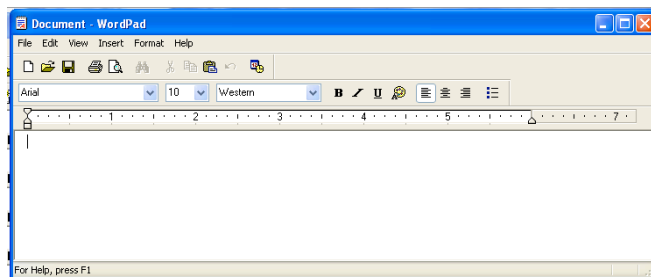 Document - WordPad
File Edit View Insert Format Help
Arial 10 Western B / U
1 2 3 4 5 7
For Help, press F1